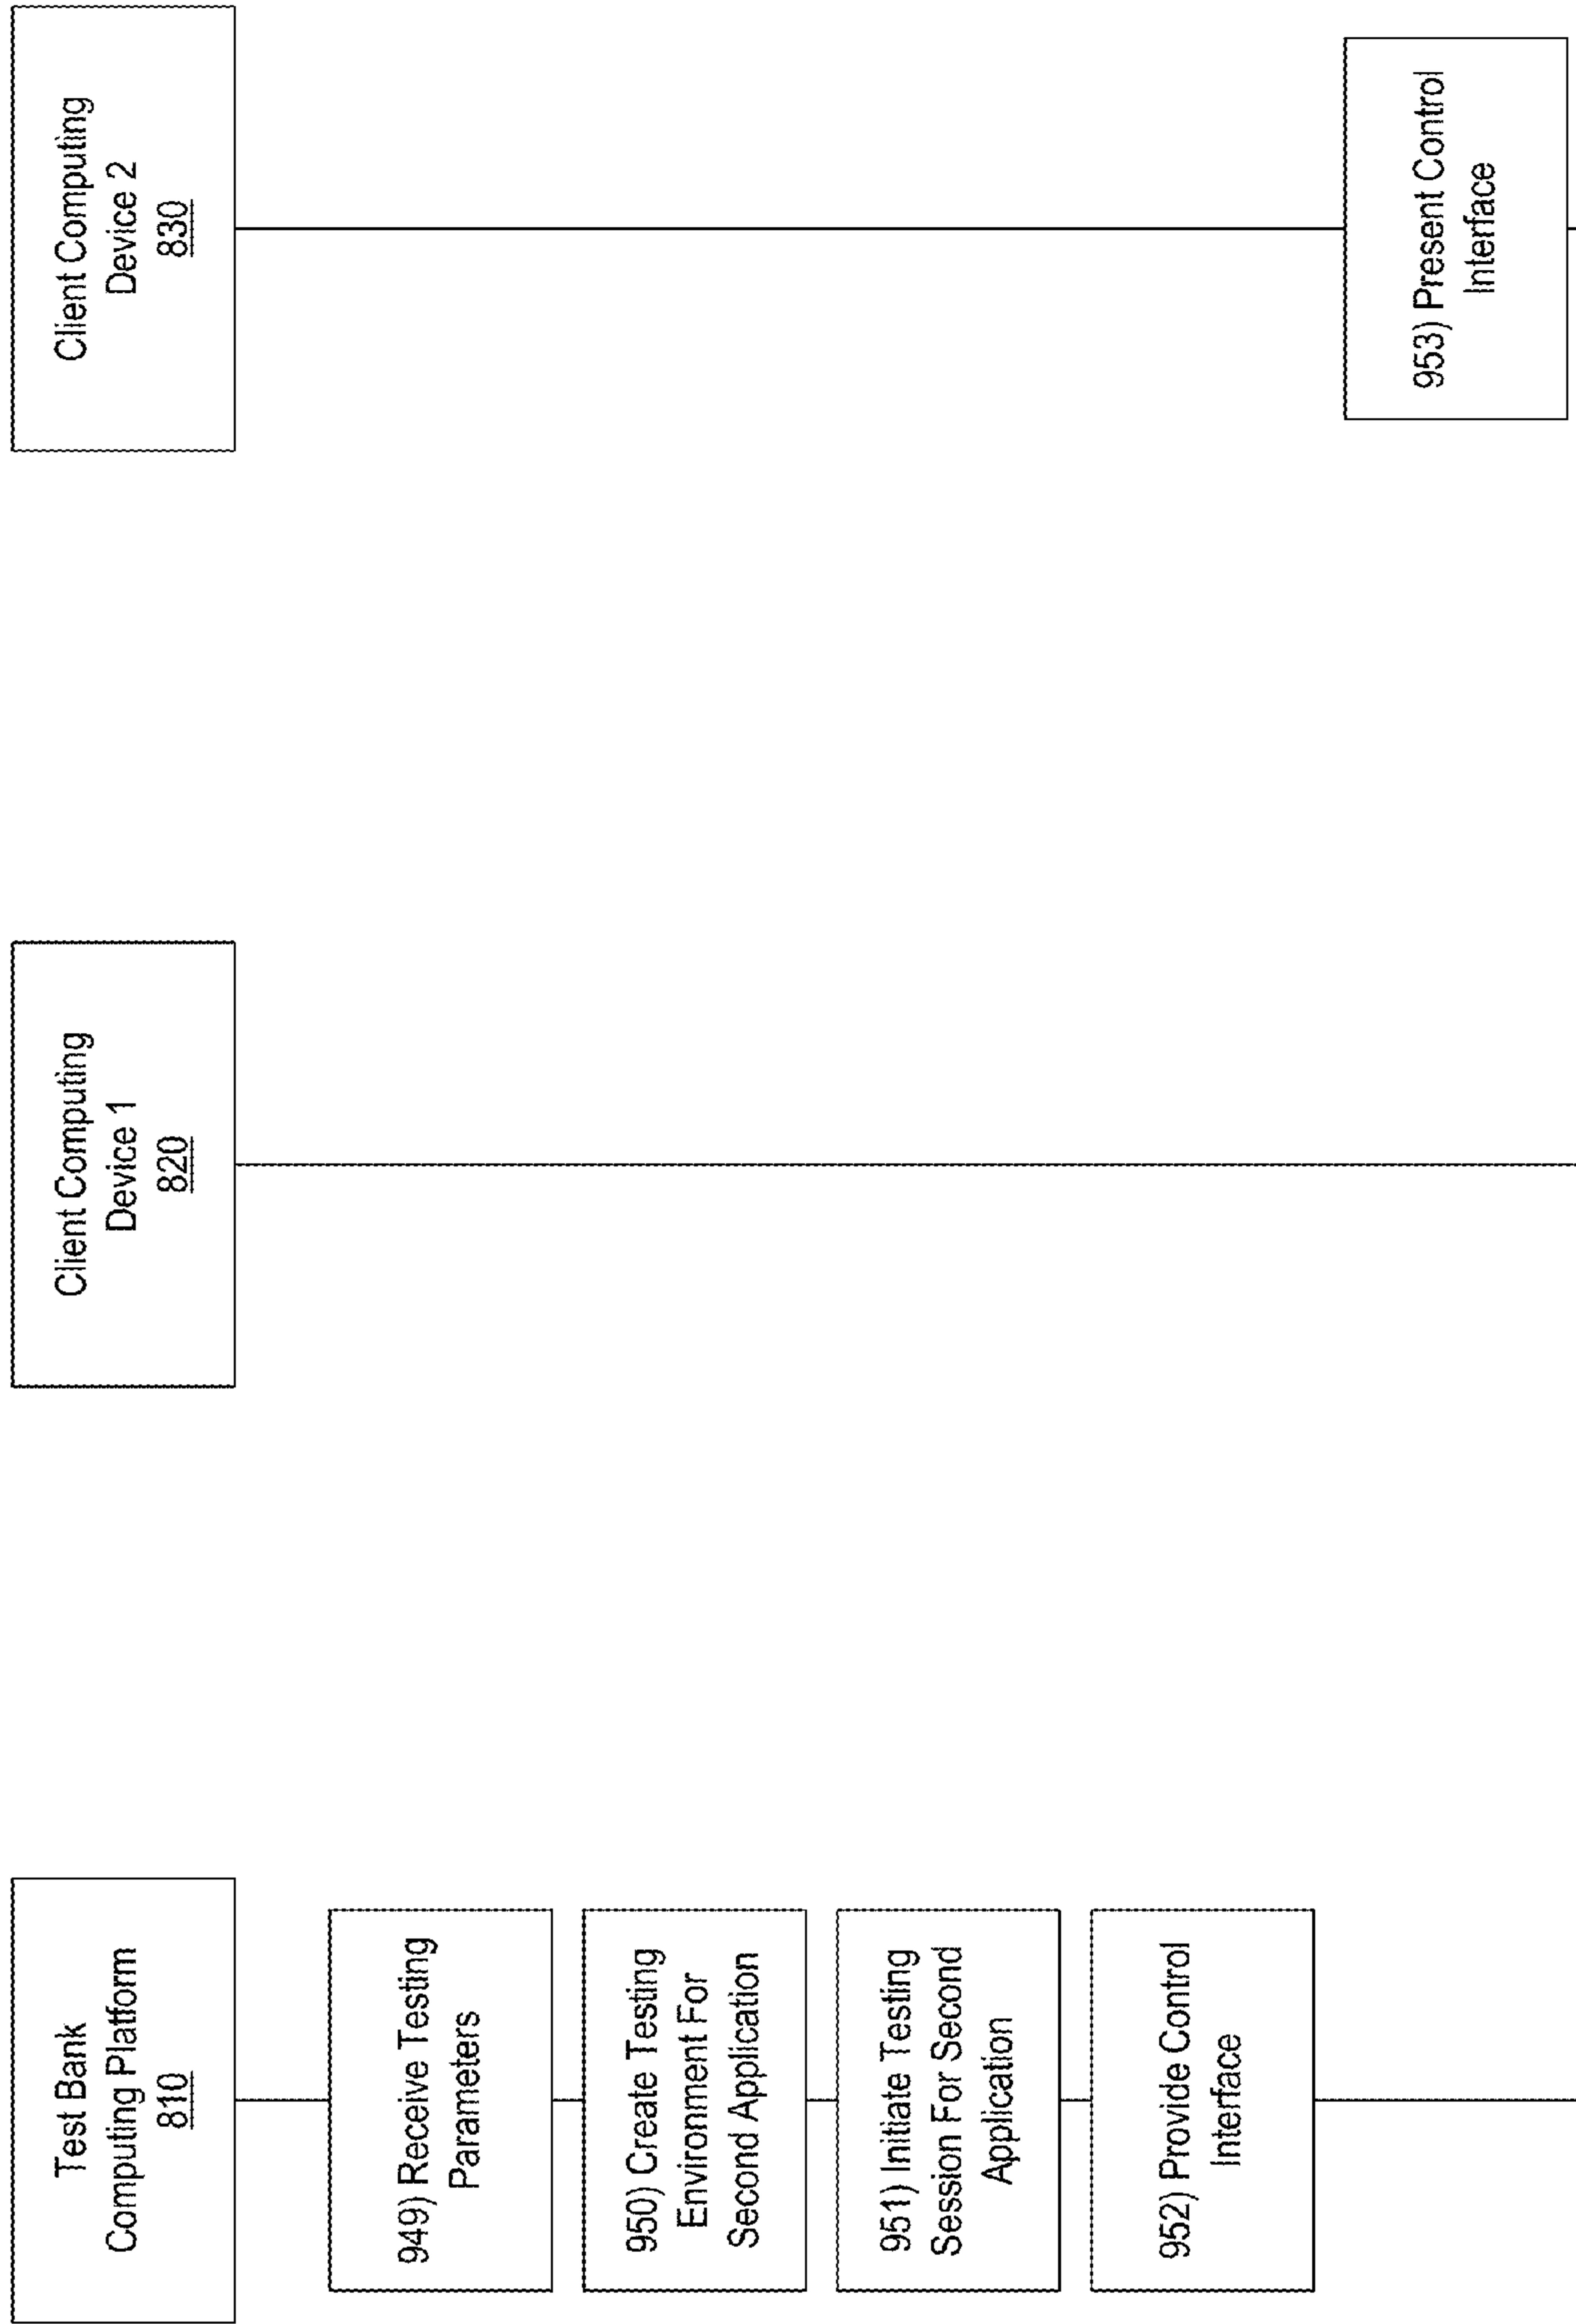 Test Bank
Computing Platform
810
Client Computing
Device 1
820
Client Computing
Device 2
830
949) Receive Testing
Parameters
950) Create Testing
Environment For
Second Application
951) Initiate Testing
Session For Second
Application
952) Provide Control
Interface
953) Present Control
Interface